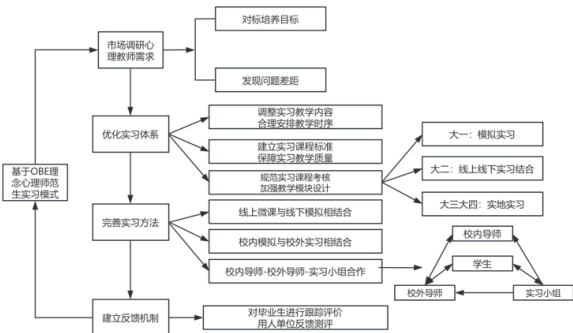 对标培养目标
市场调研心
理教师需求
发现问题差距
调整实习教学内容
合理安排教学时序
优化实习体系
建立实习课程标准
保障实习教学质量
规范实习课程考核
加强教学模块设计
大一：模拟实习
大二：线上线下实习结合
大三大四：实地实习
基于OBE理
念心理师范
生实习模式
完善实习方法
线上微课与线下模拟相结合
校内模拟与校外实习相结合
校内导师-校外导师-实习小组合作
校内导师
学生
校外导师
实习小组
建立反馈机制
对毕业生进行跟踪评价
用人单位反馈测评